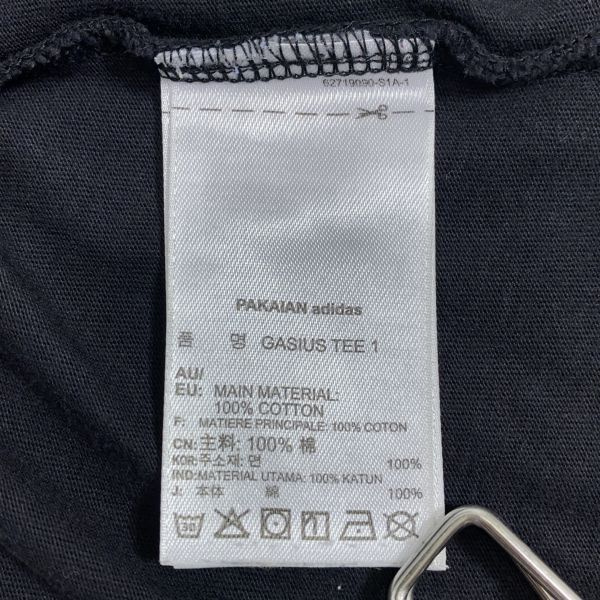 62719090-S1A-1
PAKAIAN adidas
품 명 GASIUS TEE 1
AU/
EU: MAIN MATERIAL:
100% COTTON
F: MATIERE PRINCIPALE: 100% COTON
CN: 主料: 100% 棉
KOR: 주소재: 면 100%
IND: MATERIAL UTAMA: 100% KATUN
J: 本体 綿 100%
30